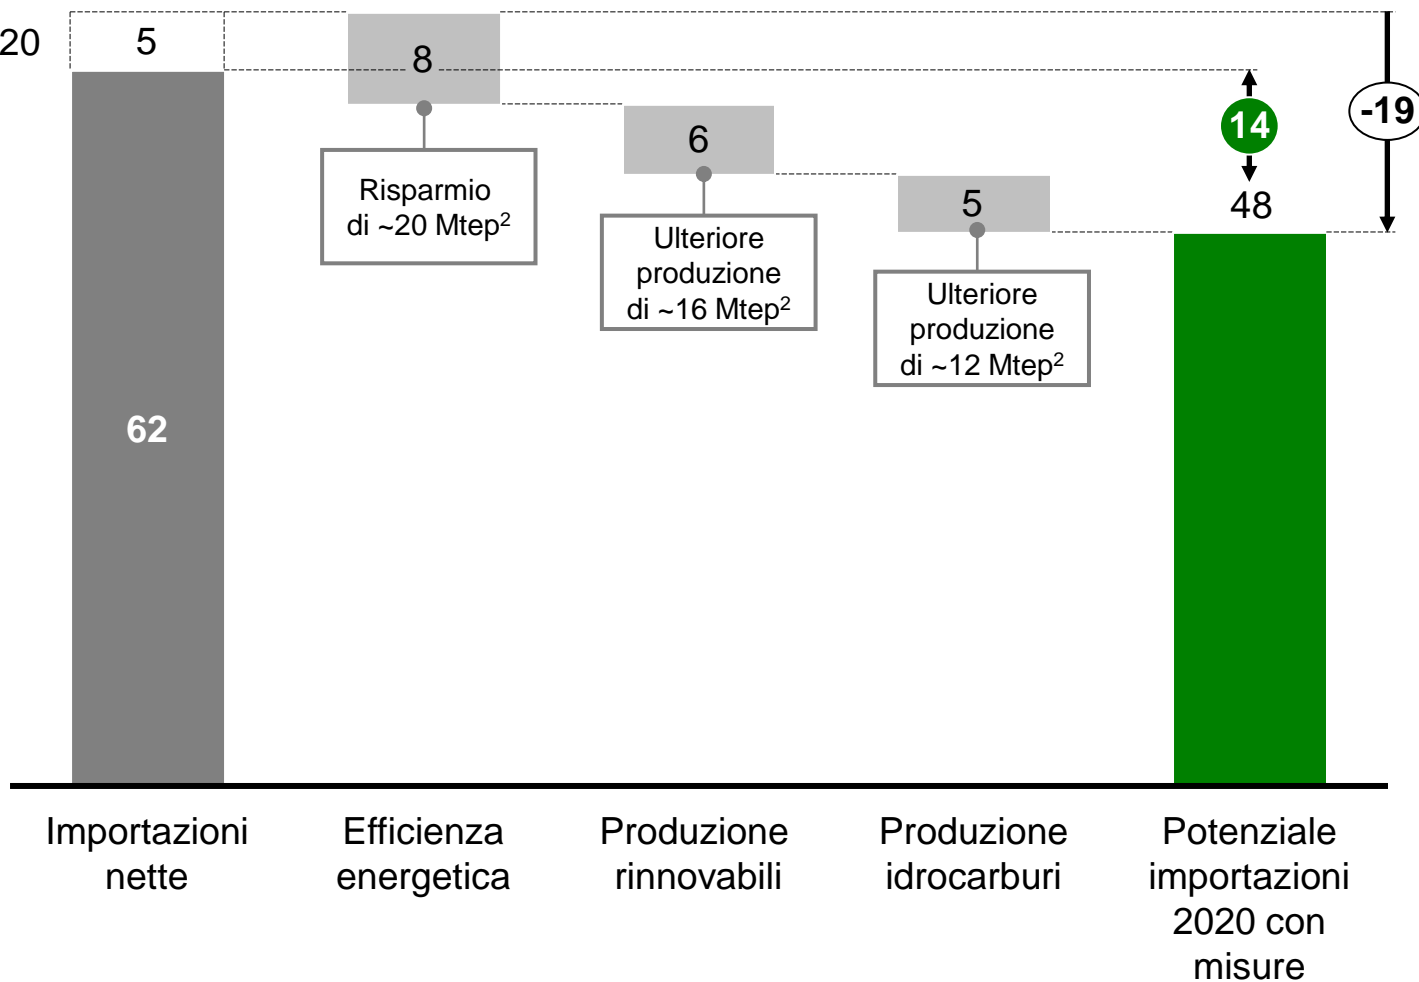 20
5
8
6
5
14
-19
48
62
Risparmio
di ~20 Mtep²
Ulteriore
produzione
di ~16 Mtep²
Ulteriore
produzione
di ~12 Mtep²
Importazioni
nette
Efficienza
energetica
Produzione
rinnovabili
Produzione
idrocarburi
Potenziale
importazioni
2020 con
misure